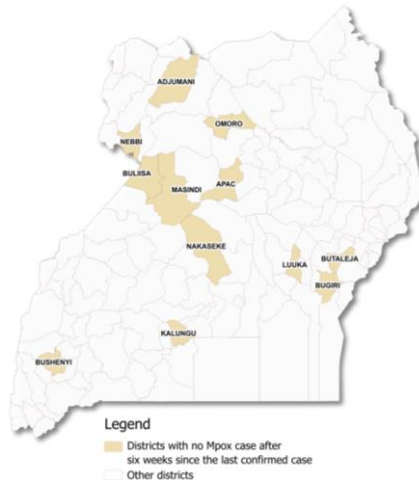 ADJUMANI
OMORO
NEBBI
BULIISA
MASINDI
APAC
NAKASEKE
LUUKA
BUTALEJA
BUGIRI
KALUNGU
BUSHENYI
Legend
Districts with no Mpox case after
six weeks since the last confirmed case
Other districts